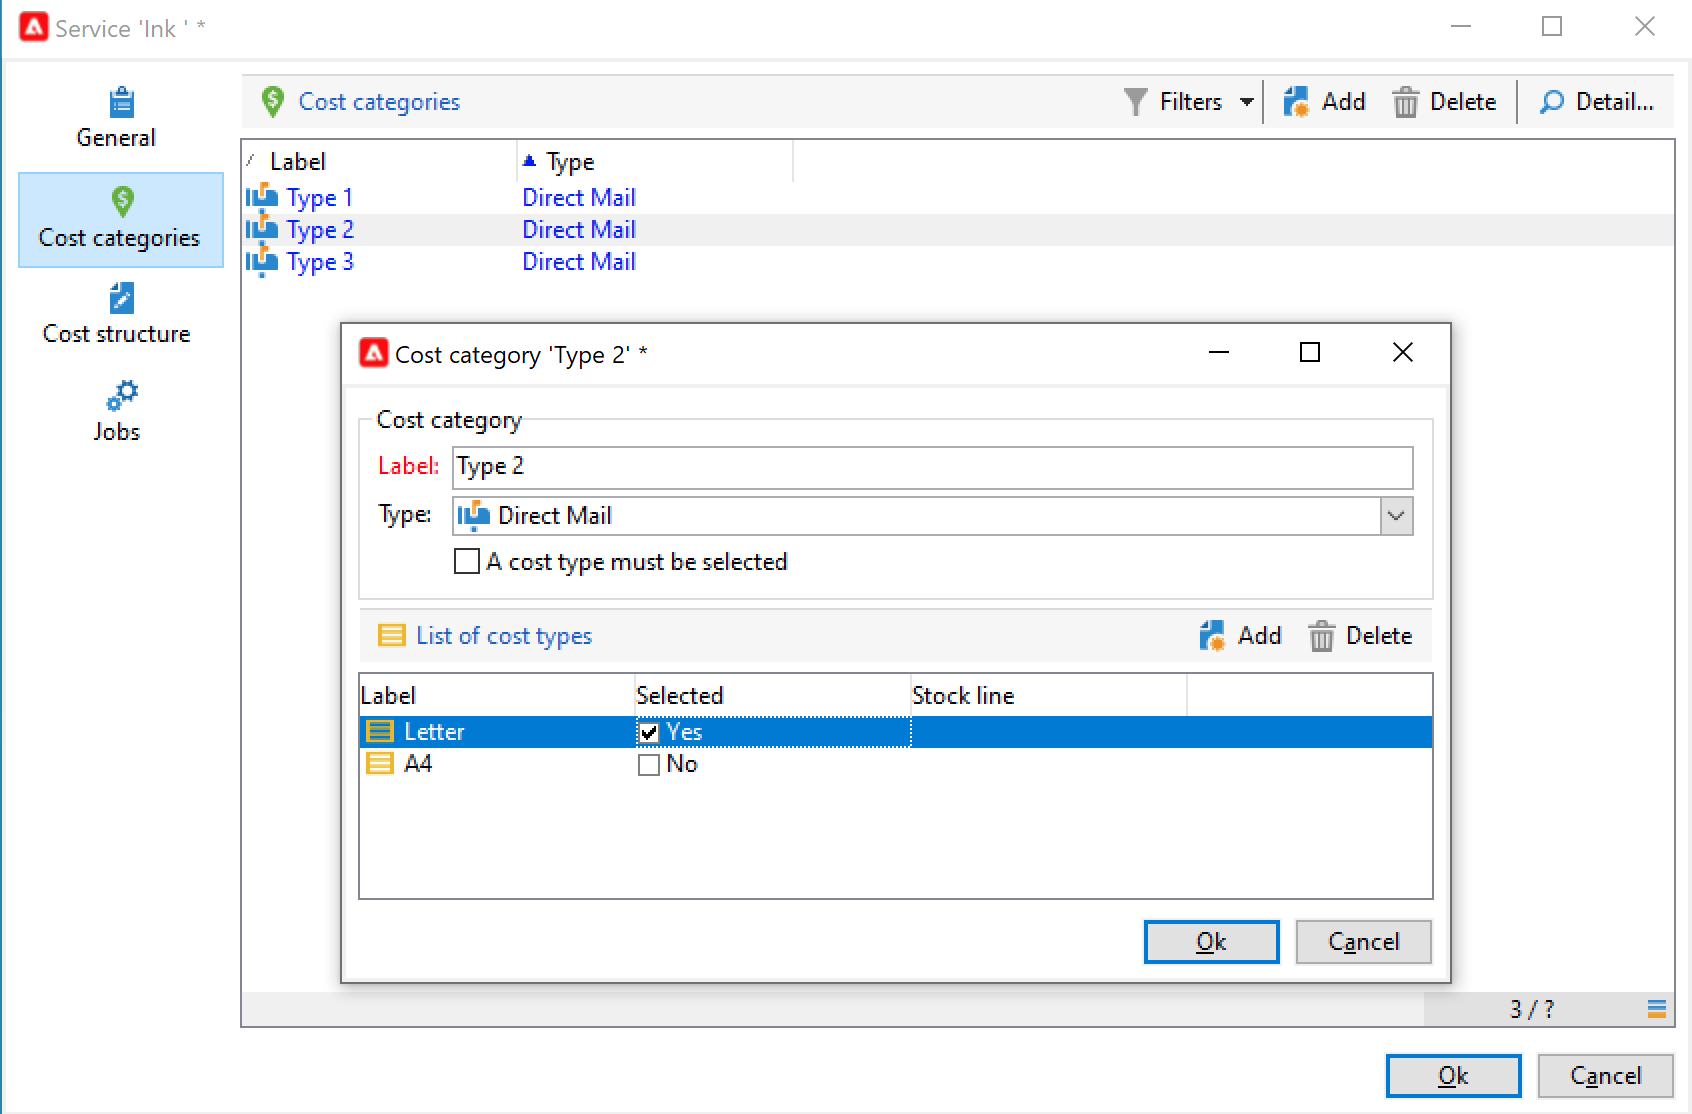 Service 'Ink ' *
General
Cost categories
Cost structure
Jobs
Cost categories Filters Add Delete Detail...
Label Type
Type 1 Direct Mail
Type 2 Direct Mail
Type 3 Direct Mail
Cost category 'Type 2' *
Cost category
Label: Type 2
Type: Direct Mail
A cost type must be selected
List of cost types Add Delete
Label Selected Stock line
Letter Yes
A4 No
Ok Cancel
3 / ?
Ok Cancel